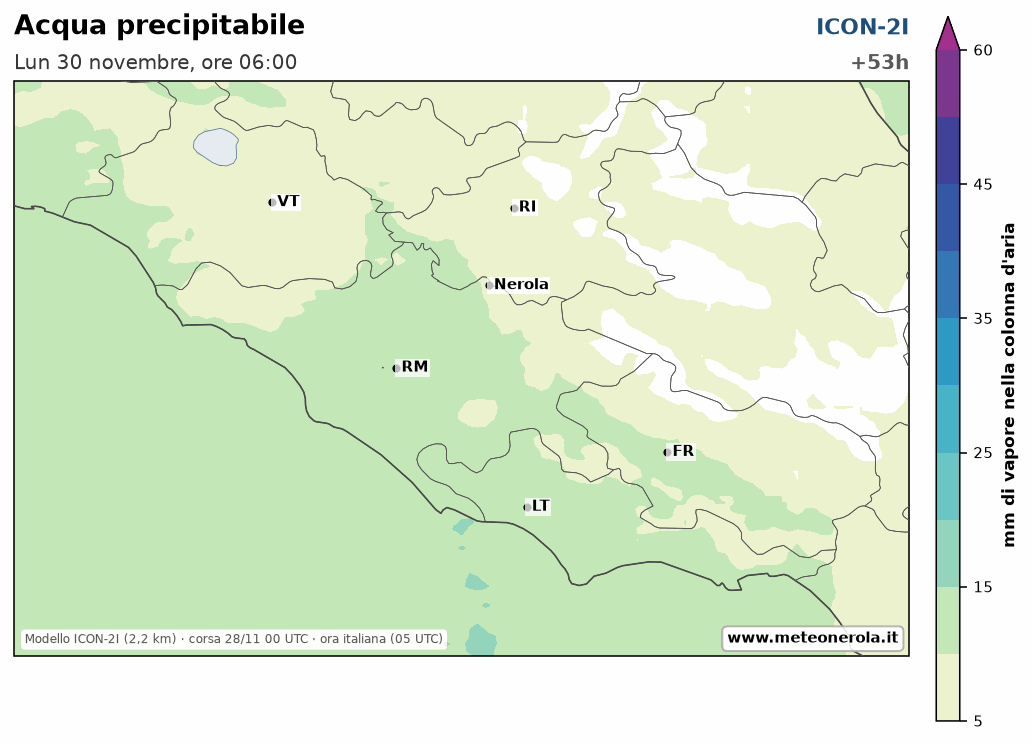 Acqua precipitabile
ICON-2I
Lun 30 novembre, ore 06:00
+53h
60
45
35
25
15
5
mm di vapore nella colonna d'aria
VT
RI
Nerola
RM
FR
LT
Modello ICON-2I (2,2 km) · corsa 28/11 00 UTC · ora italiana (05 UTC)
www.meteonerola.it